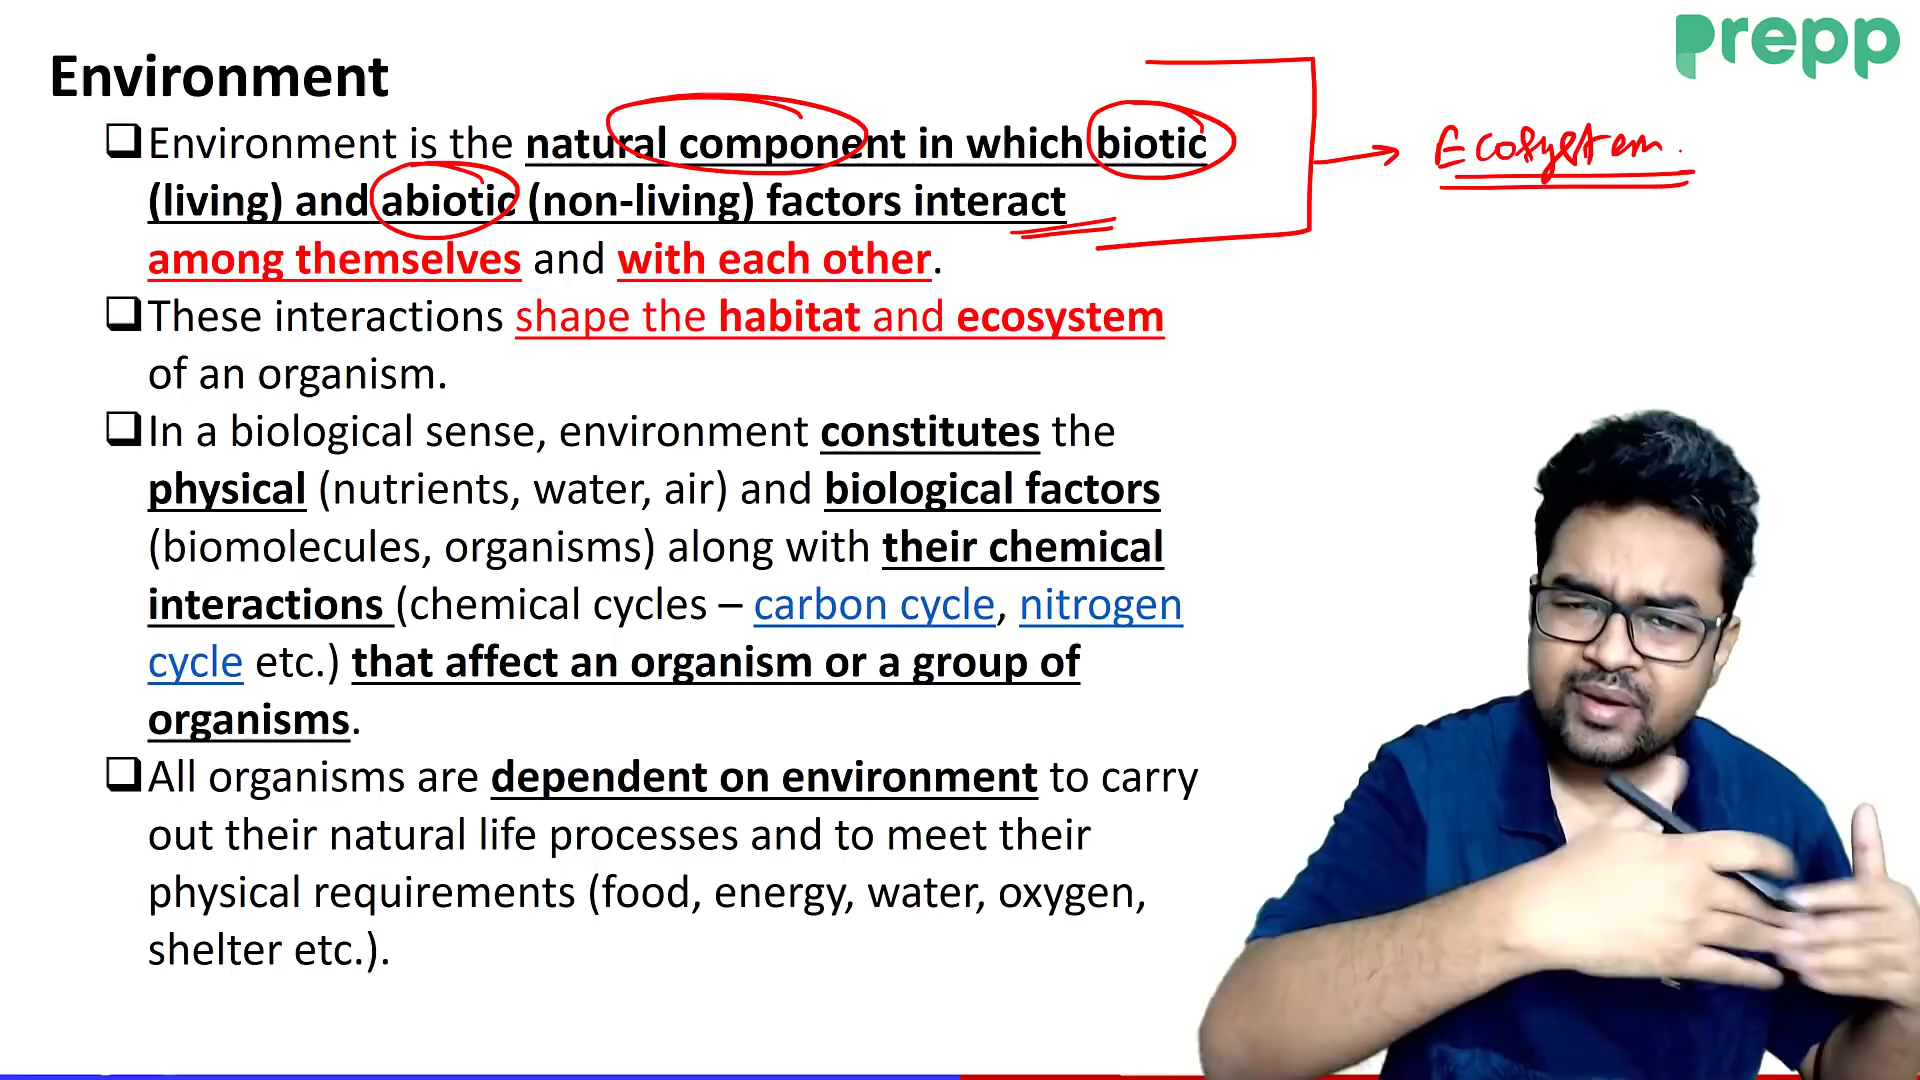 prepp
Environment
Environment is the natural component in which biotic
(living) and abiotic (non-living) factors interact
among themselves and with each other.
Ecosystem
These interactions shape the habitat and ecosystem
of an organism.
In a biological sense, environment constitutes the
physical (nutrients, water, air) and biological factors
(biomolecules, organisms) along with their chemical
interactions (chemical cycles – carbon cycle, nitrogen
cycle etc.) that affect an organism or a group of
organisms.
All organisms are dependent on environment to carry
out their natural life processes and to meet their
physical requirements (food, energy, water, oxygen,
shelter etc.).